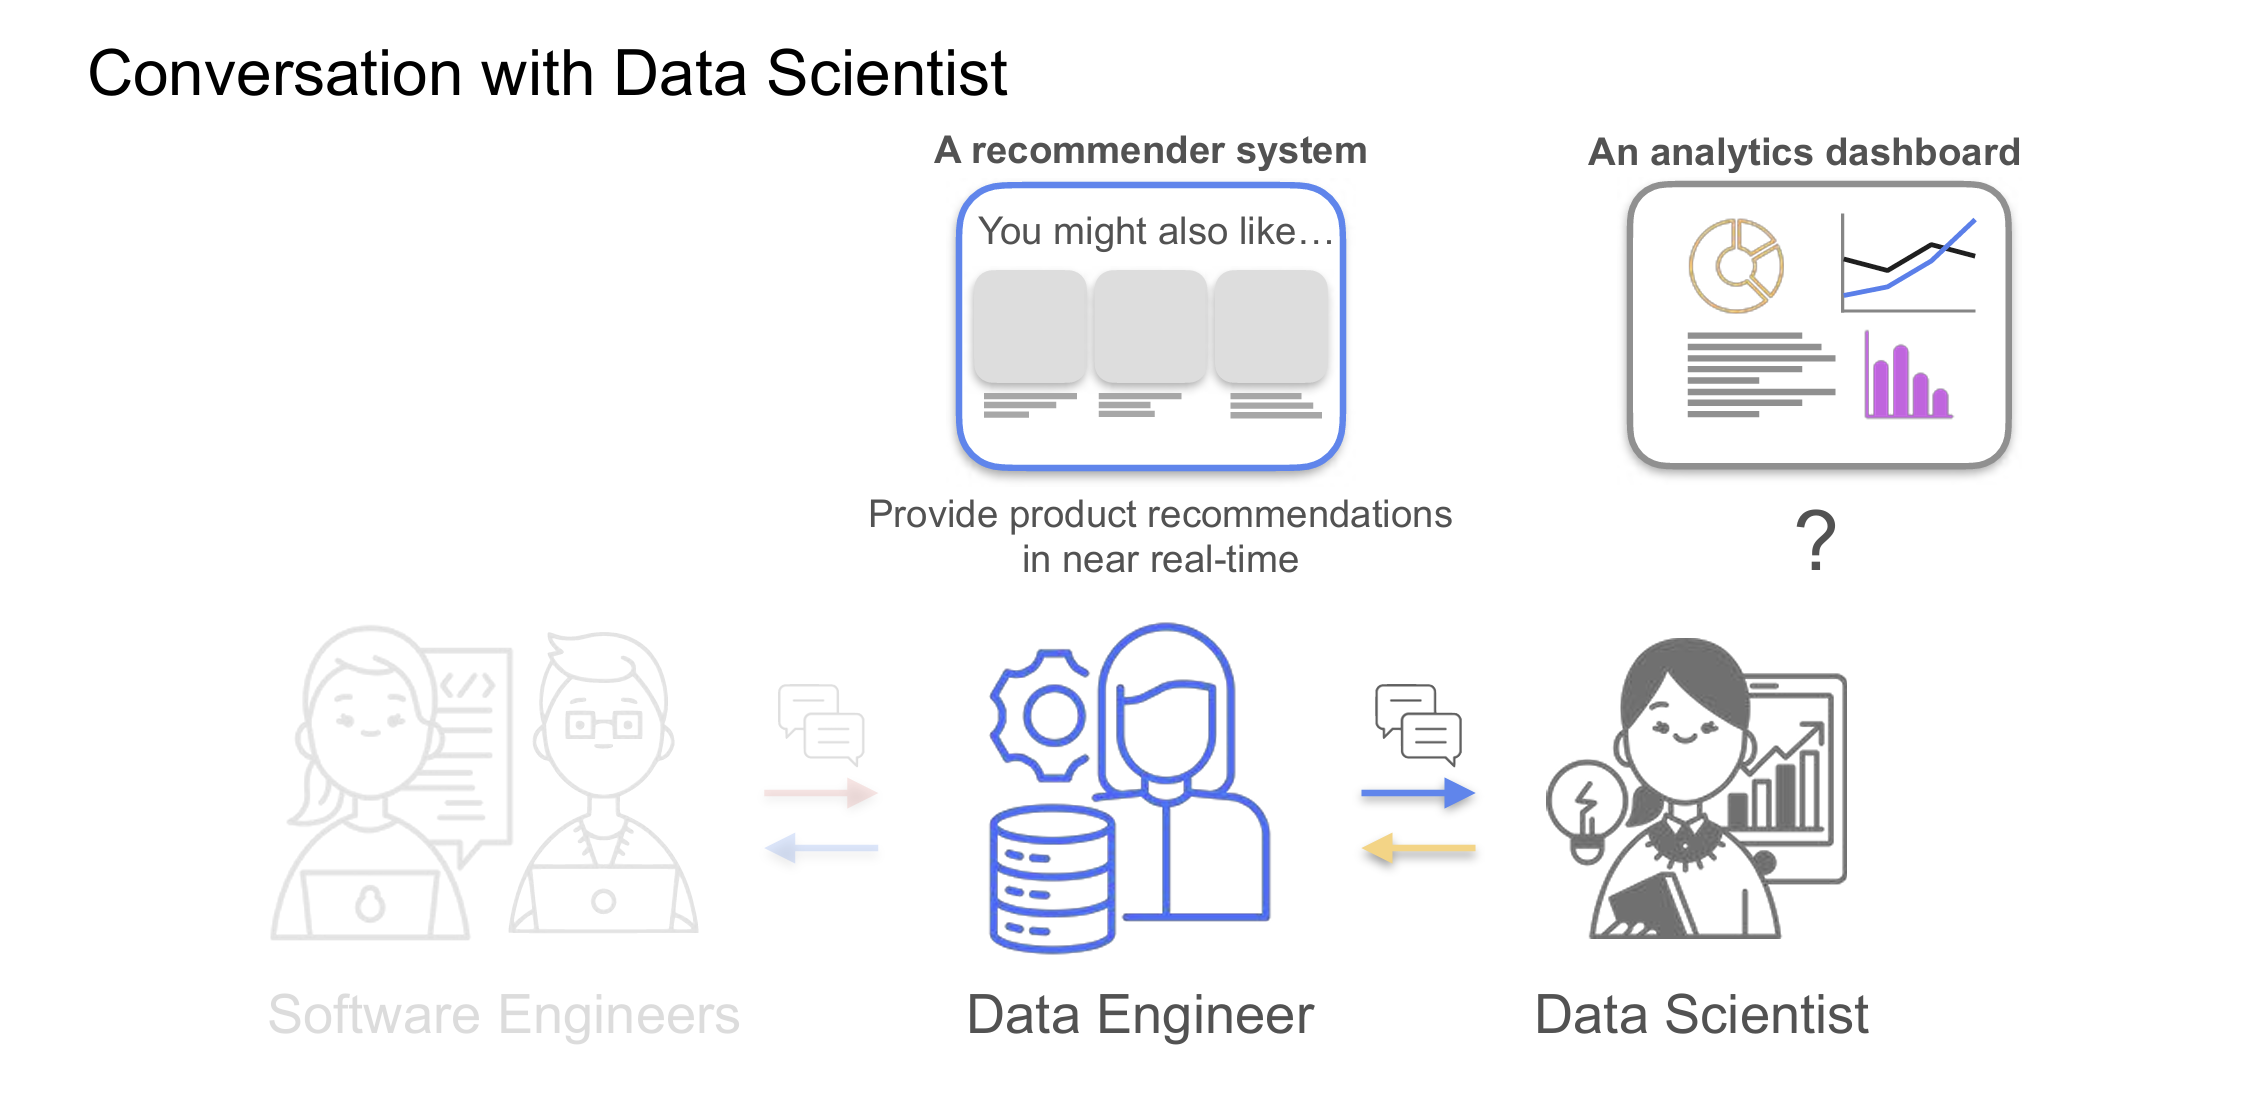 Conversation with Data Scientist
A recommender system
An analytics dashboard
You might also like…
Provide product recommendations
in near real-time
?
</>
Software Engineers
Data Engineer
Data Scientist